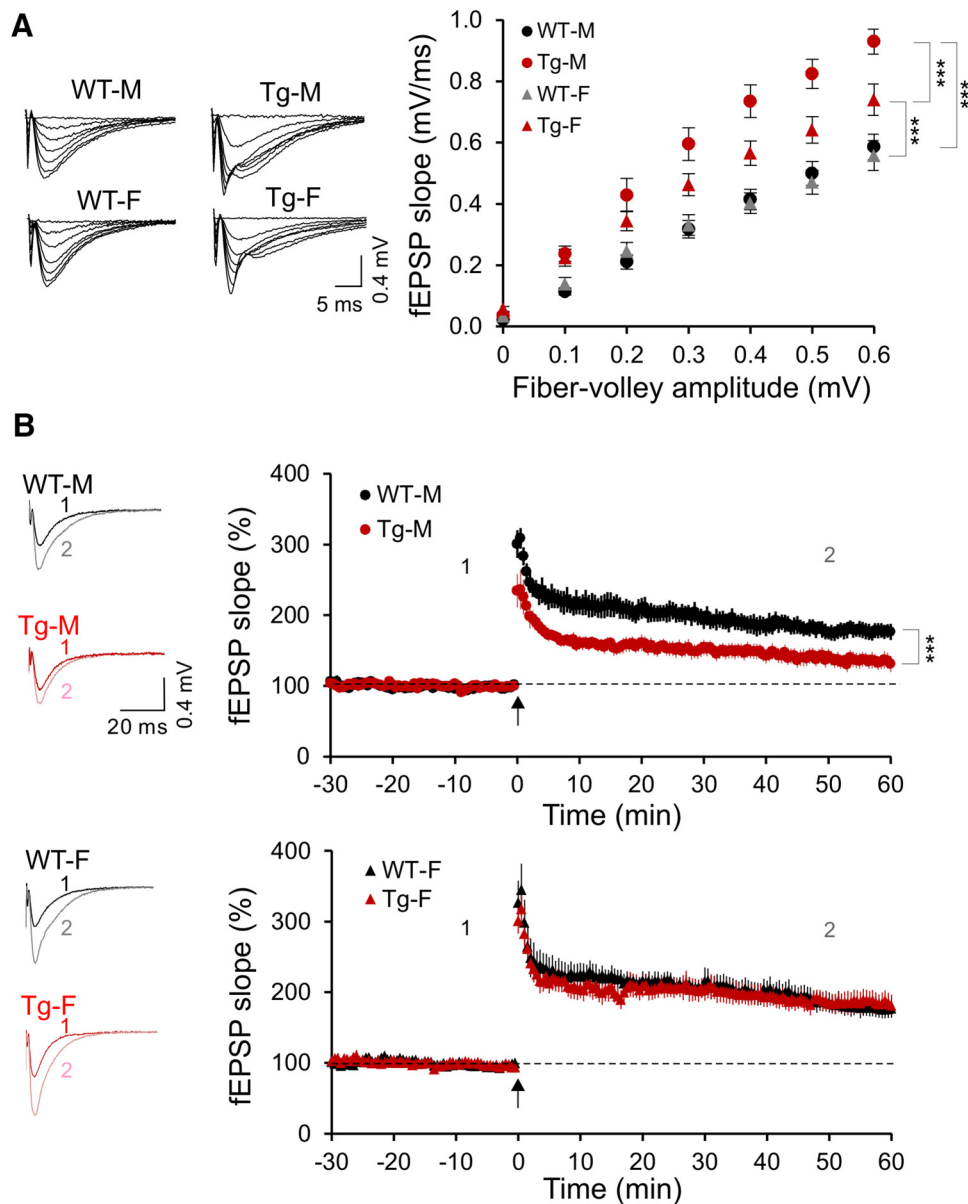 A
WT-M
Tg-M
WT-F
Tg-F
0.4 mV
5 ms
fEPSP slope (mV/ms)
1.0
0.8
0.6
0.4
0.2
0.0
WT-M
Tg-M
WT-F
Tg-F
***
***
***
0 0.1 0.2 0.3 0.4 0.5 0.6
Fiber-volley amplitude (mV)
B
WT-M
1
2
Tg-M
1
2
0.4 mV
20 ms
fEPSP slope (%)
400
300
200
100
0
WT-M
Tg-M
1
2
***
-30 -20 -10 0 10 20 30 40 50 60
Time (min)
WT-F
1
2
Tg-F
1
2
fEPSP slope (%)
400
300
200
100
0
WT-F
Tg-F
1
2
-30 -20 -10 0 10 20 30 40 50 60
Time (min)